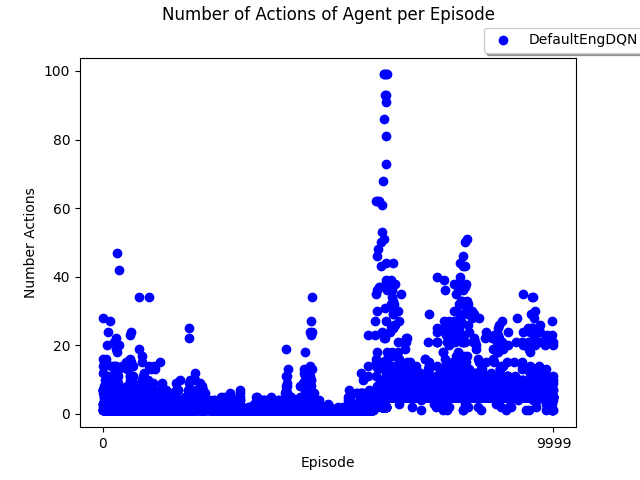 Number of Actions of Agent per Episode
DefaultEngDQN
100
80
60
40
20
0
Number Actions
0
9999
Episode